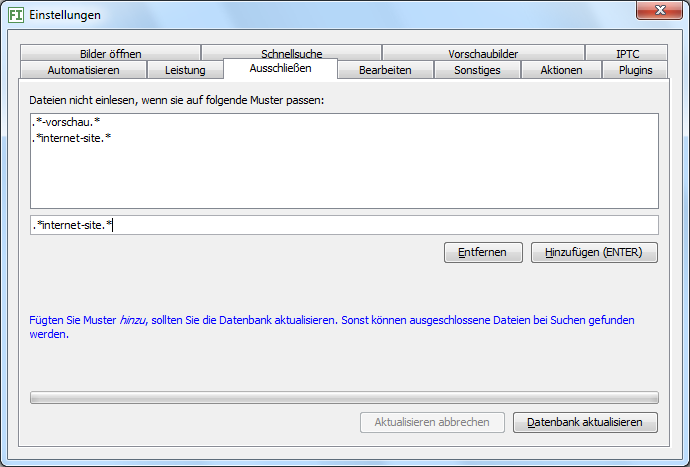 FI Einstellungen
Bilder öffnen Schnellsuche Vorschaubilder IPTC
Automatisieren Leistung Ausschließen Bearbeiten Sonstiges Aktionen Plugins
Dateien nicht einlesen, wenn sie auf folgende Muster passen:
.*-vorschau.*
.*internet-site.*
.*internet-site.*
Entfernen Hinzufügen (ENTER)
Fügten Sie Muster hinzu, sollten Sie die Datenbank aktualisieren. Sonst können ausgeschlossene Dateien bei Suchen gefunden
werden.
Aktualisieren abbrechen Datenbank aktualisieren